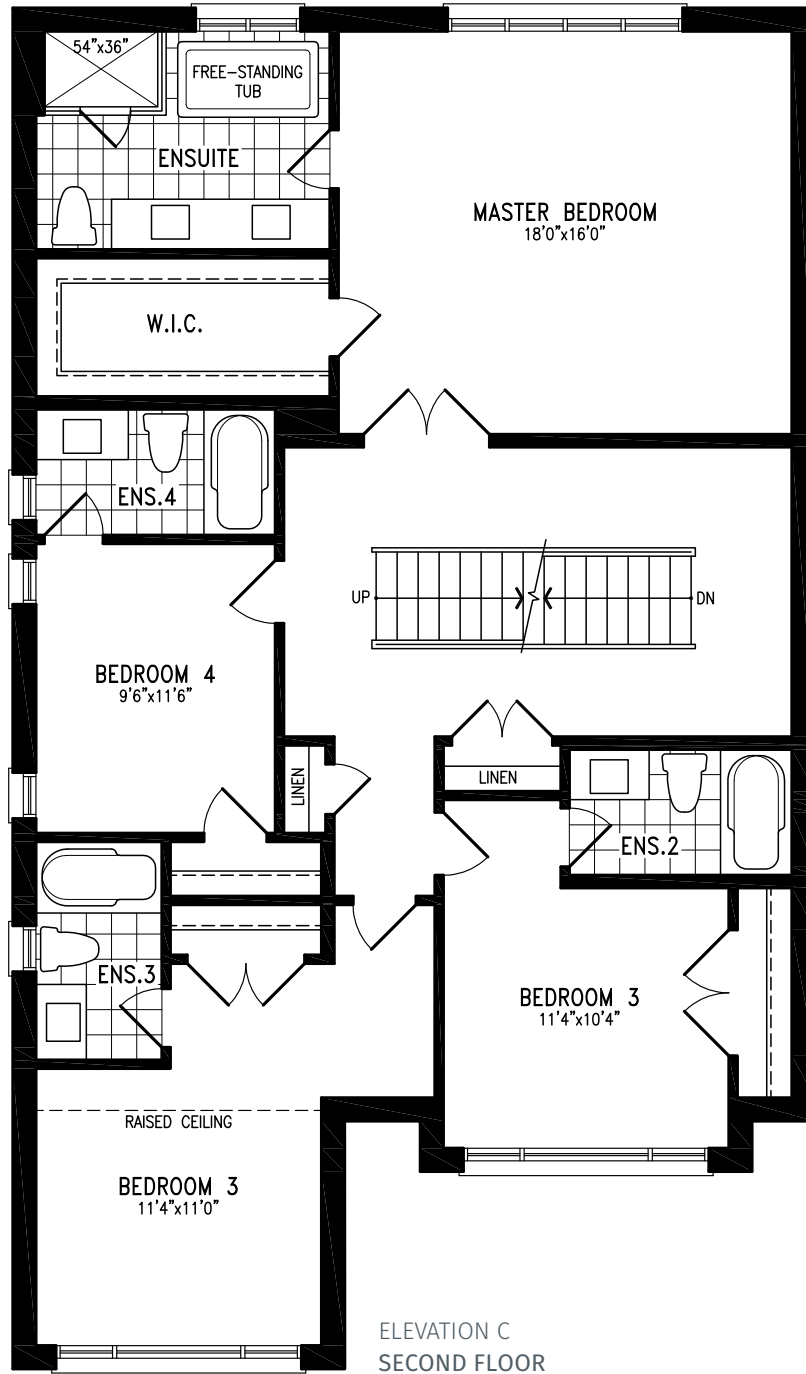 54"x36"
FREE-STANDING
TUB
ENSUITE
MASTER BEDROOM
18'0"x16'0"
W.I.C.
ENS.4
UP
DN
BEDROOM 4
9'6"x11'6"
LINEN
LINEN
ENS.2
ENS.3
BEDROOM 3
11'4"x10'4"
RAISED CEILING
BEDROOM 3
11'4"x11'0"
ELEVATION C
SECOND FLOOR